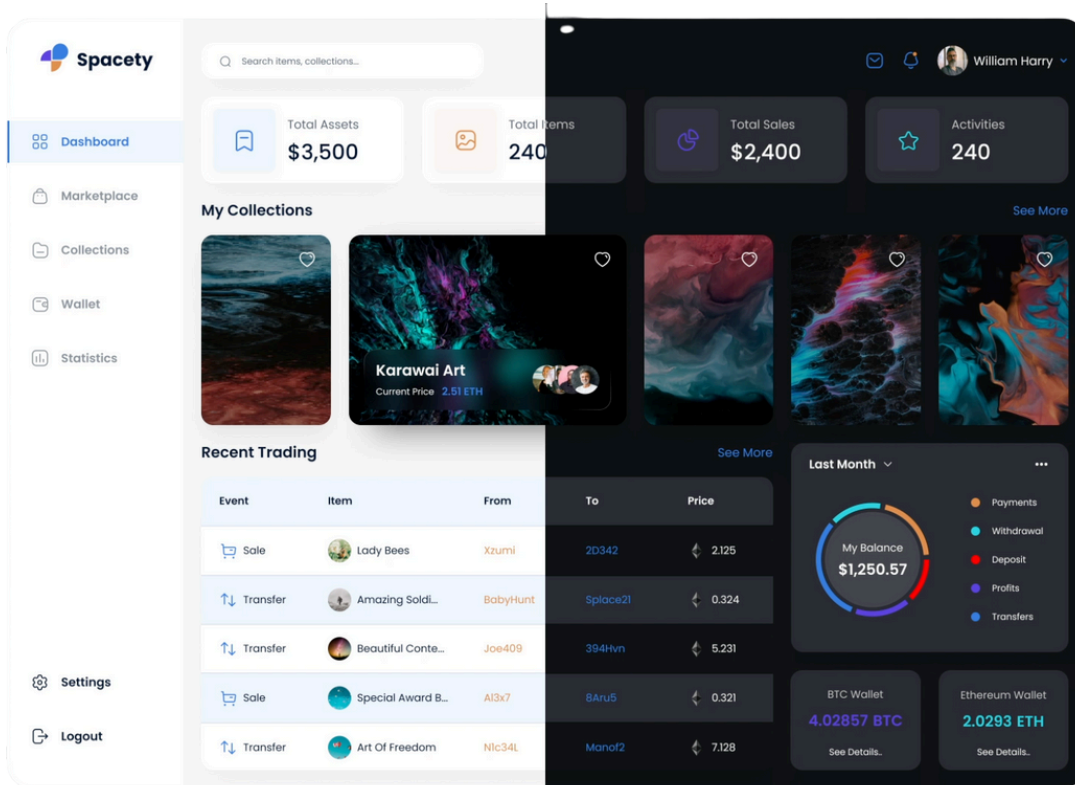 Spacety
Search items, collections...
William Harry
Dashboard
Marketplace
Collections
Wallet
Statistics
Settings
Logout
Total Assets
$3,500
Total Items
240
Total Sales
$2,400
Activities
240
My Collections
See More
Karawai Art
Current Price 2.51 ETH
Recent Trading
See More
Event Item From To Price
Sale Lady Bees Xzumi 2D342 2.125
Transfer Amazing Soldi... BabyHunt Splace21 0.324
Transfer Beautiful Conte... Joe409 394Hvn 5.231
Sale Special Award B... Al3x7 8Aru5 0.321
Transfer Art Of Freedom N1c34L Manof2 7.128
Last Month
My Balance
$1,250.57
Payments
Withdrawal
Deposit
Profits
Transfers
BTC Wallet
4.02857 BTC
See Details..
Ethereum Wallet
2.0293 ETH
See Details..